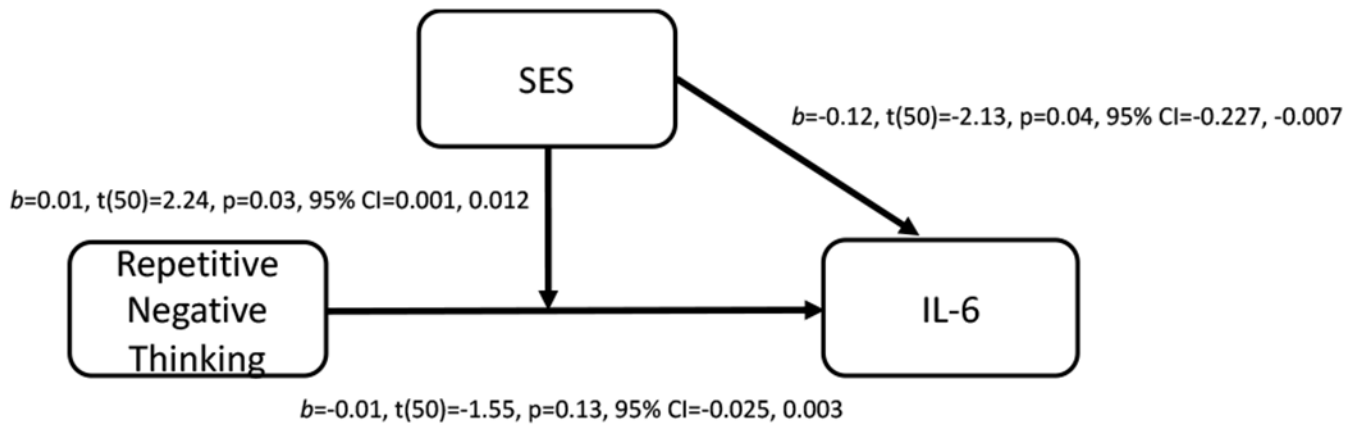 SES
b=-0.12, t(50)=-2.13, p=0.04, 95% CI=-0.227, -0.007
b=0.01, t(50)=2.24, p=0.03, 95% CI=0.001, 0.012
Repetitive
Negative
Thinking
IL-6
b=-0.01, t(50)=-1.55, p=0.13, 95% CI=-0.025, 0.003